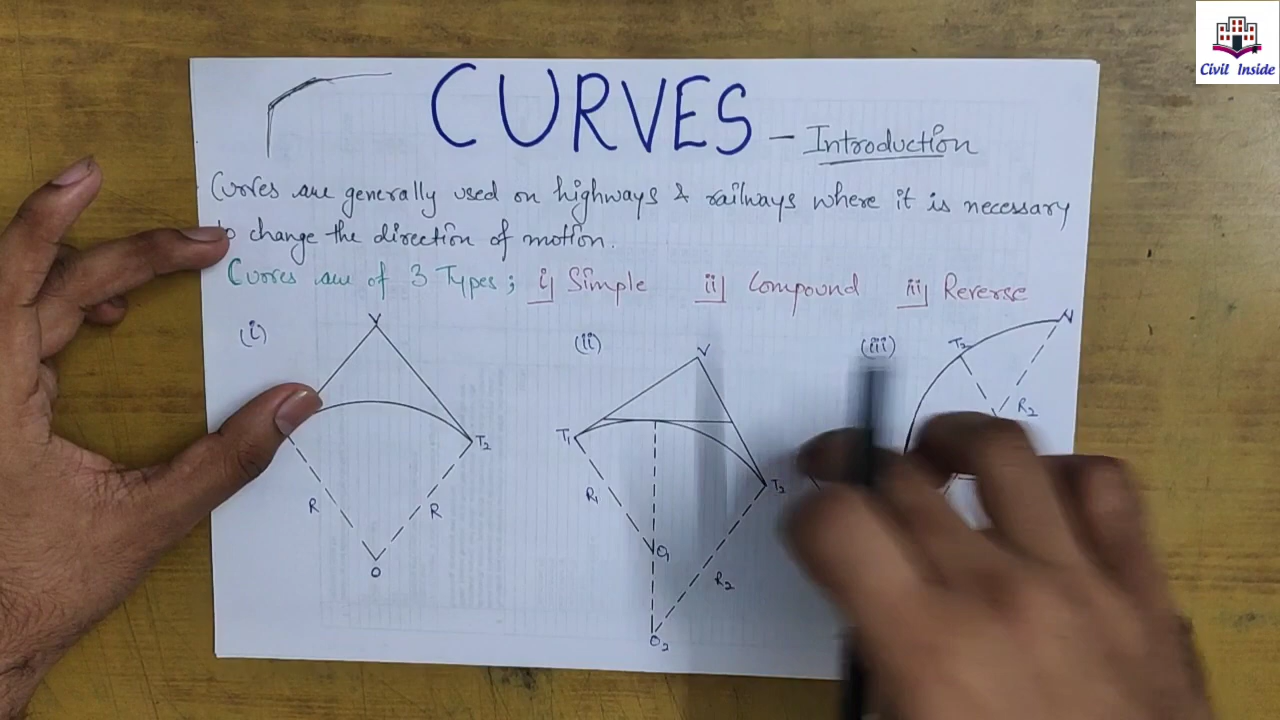 Civil Inside
CURVES - Introduction
Curves are generally used on highways & railways where it is necessary
to change the direction of motion.
Curves are of 3 Types; i) Simple ii) Compound iii) Reverse
(i)
V
T2
R
R
O
(ii)
V
T1
T2
R1
O1
R2
O2
(iii)
T2
R2